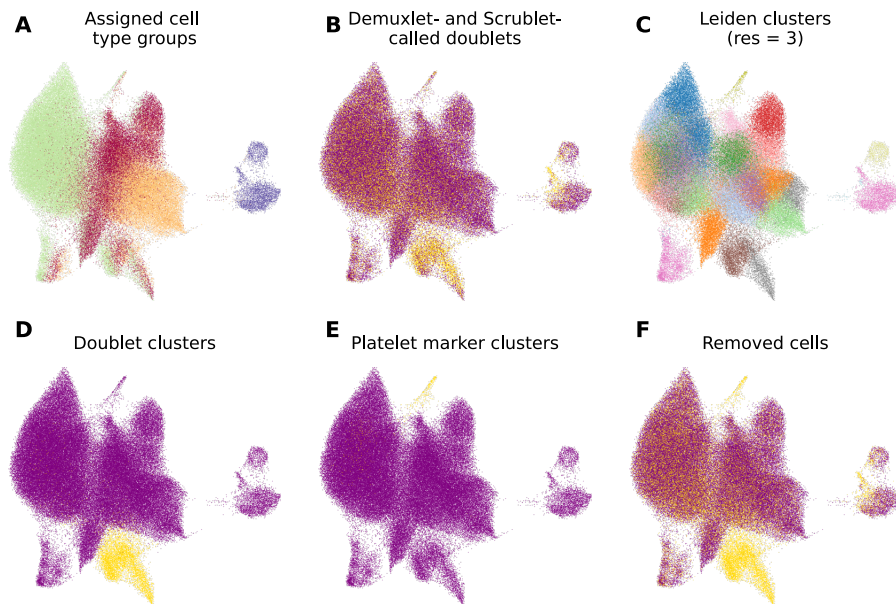 A
Assigned cell
type groups
B
Demuxlet- and Scrublet-
called doublets
C
Leiden clusters
(res = 3)
D
Doublet clusters
E
Platelet marker clusters
F
Removed cells